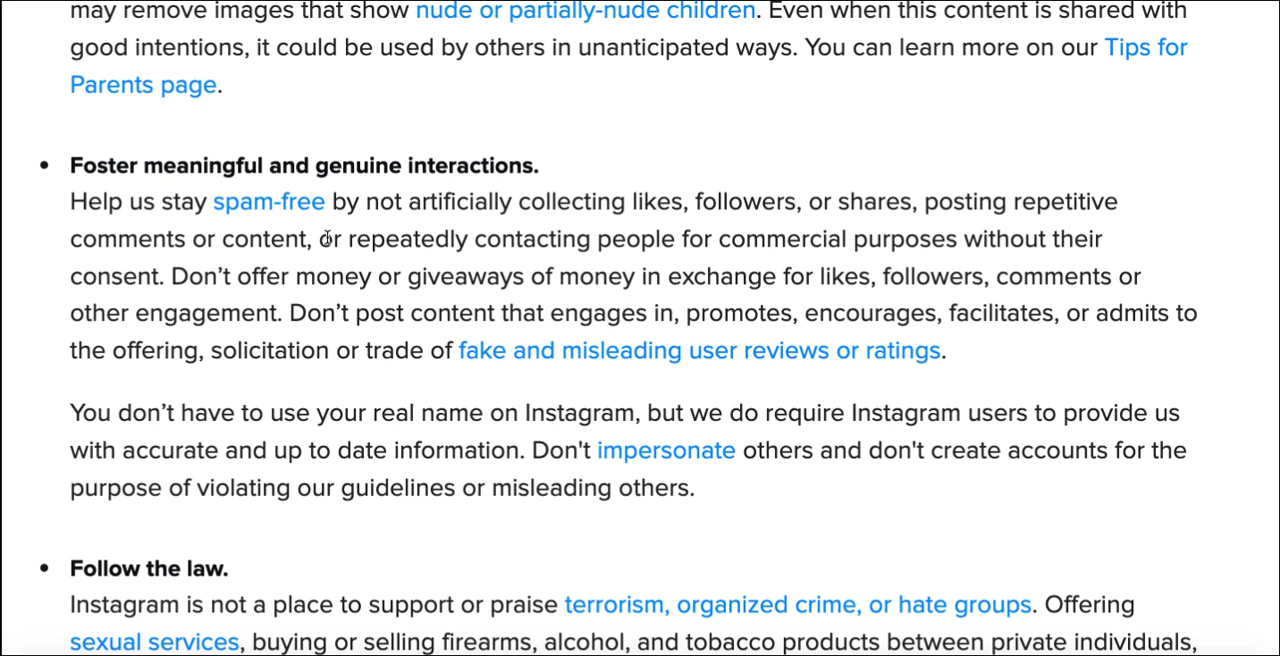 may remove images that show nude or partially-nude children. Even when this content is shared with
good intentions, it could be used by others in unanticipated ways. You can learn more on our Tips for
Parents page.
• Foster meaningful and genuine interactions.
Help us stay spam-free by not artificially collecting likes, followers, or shares, posting repetitive
comments or content, or repeatedly contacting people for commercial purposes without their
consent. Don’t offer money or giveaways of money in exchange for likes, followers, comments or
other engagement. Don’t post content that engages in, promotes, encourages, facilitates, or admits to
the offering, solicitation or trade of fake and misleading user reviews or ratings.
You don’t have to use your real name on Instagram, but we do require Instagram users to provide us
with accurate and up to date information. Don't impersonate others and don't create accounts for the
purpose of violating our guidelines or misleading others.
• Follow the law.
Instagram is not a place to support or praise terrorism, organized crime, or hate groups. Offering
sexual services, buying or selling firearms, alcohol, and tobacco products between private individuals,